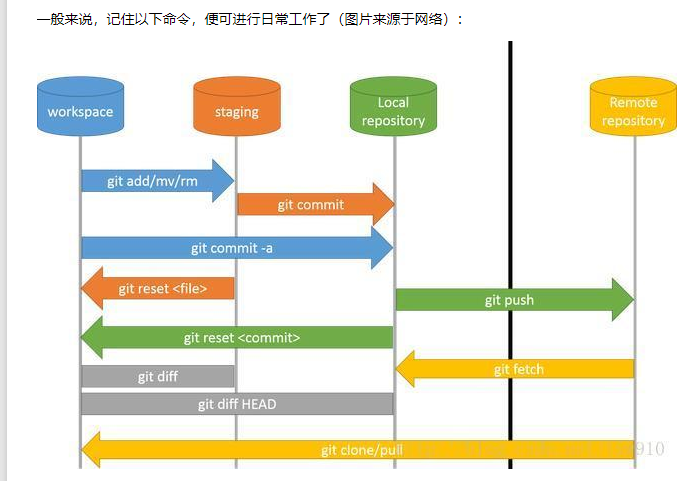 一般来说，记住以下命令，便可进行日常工作了（图片来源于网络）：
workspace
staging
Local
repository
Remote
repository
git add/mv/rm
git commit
git commit -a
git reset <file>
git push
git reset <commit>
git fetch
git diff
git diff HEAD
git clone/pull
910